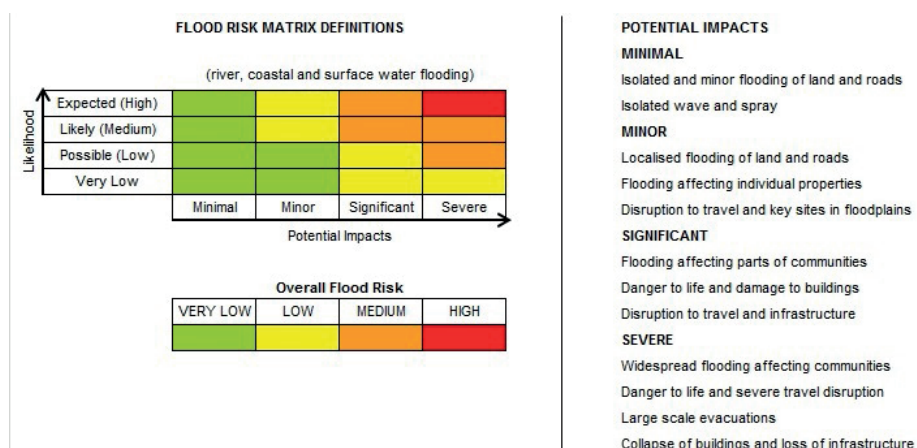 FLOOD RISK MATRIX DEFINITIONS
(river, coastal and surface water flooding)
Likelihood
Expected (High)
Likely (Medium)
Possible (Low)
Very Low
Minimal Minor Significant Severe
Potential Impacts
Overall Flood Risk
VERY LOW LOW MEDIUM HIGH
POTENTIAL IMPACTS
MINIMAL
Isolated and minor flooding of land and roads
Isolated wave and spray
MINOR
Localised flooding of land and roads
Flooding affecting individual properties
Disruption to travel and key sites in floodplains
SIGNIFICANT
Flooding affecting parts of communities
Danger to life and damage to buildings
Disruption to travel and infrastructure
SEVERE
Widespread flooding affecting communities
Danger to life and severe travel disruption
Large scale evacuations
Collapse of buildings and loss of infrastructure